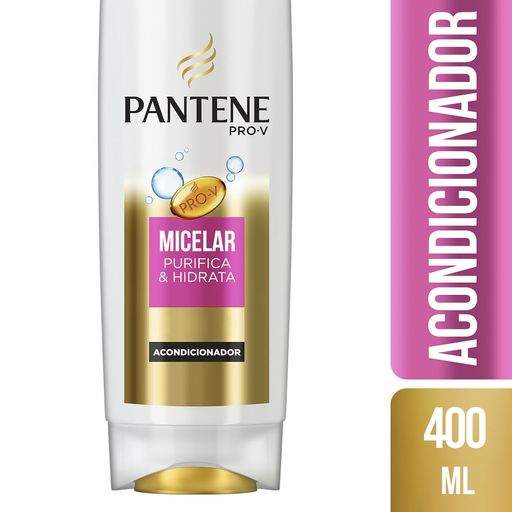 PANTENE
PRO-V
PRO-V
MICELAR
PURIFICA
& HIDRATA
ACONDICIONADOR
ACONDICIONADOR
400
ML